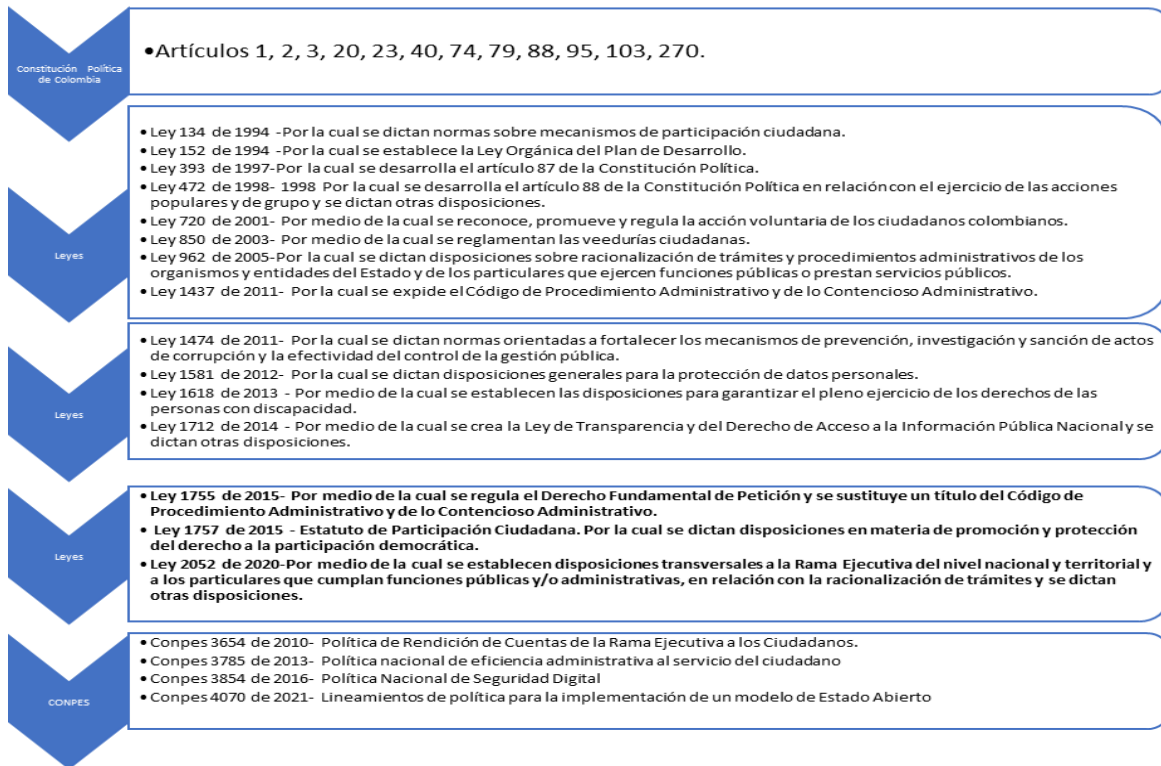 Constitución Política
de Colombia
•Artículos 1, 2, 3, 20, 23, 40, 74, 79, 88, 95, 103, 270.
Leyes
•Ley 134 de 1994 -Por la cual se dictan normas sobre mecanismos de participación ciudadana.
•Ley 152 de 1994 -Por la cual se establece la Ley Orgánica del Plan de Desarrollo.
•Ley 393 de 1997-Por la cual se desarrolla el artículo 87 de la Constitución Política.
•Ley 472 de 1998- 1998 Por la cual se desarrolla el artículo 88 de la Constitución Política en relación con el ejercicio de las acciones
populares y de grupo y se dictan otras disposiciones.
•Ley 720 de 2001- Por medio de la cual se reconoce, promueve y regula la acción voluntaria de los ciudadanos colombianos.
•Ley 850 de 2003- Por medio de la cual se reglamentan las veedurías ciudadanas.
•Ley 962 de 2005-Por la cual se dictan disposiciones sobre racionalización de trámites y procedimientos administrativos de los
organismos y entidades del Estado y de los particulares que ejercen funciones públicas o prestan servicios públicos.
•Ley 1437 de 2011- Por la cual se expide el Código de Procedimiento Administrativo y de lo Contencioso Administrativo.
Leyes
•Ley 1474 de 2011- Por la cual se dictan normas orientadas a fortalecer los mecanismos de prevención, investigación y sanción de actos
de corrupción y la efectividad del control de la gestión pública.
•Ley 1581 de 2012- Por la cual se dictan disposiciones generales para la protección de datos personales.
•Ley 1618 de 2013 - Por medio de la cual se establecen las disposiciones para garantizar el pleno ejercicio de los derechos de las
personas con discapacidad.
•Ley 1712 de 2014 - Por medio de la cual se crea la Ley de Transparencia y del Derecho de Acceso a la Información Pública Nacional y se
dictan otras disposiciones.
Leyes
•Ley 1755 de 2015- Por medio de la cual se regula el Derecho Fundamental de Petición y se sustituye un título del Código de
Procedimiento Administrativo y de lo Contencioso Administrativo.
• Ley 1757 de 2015 - Estatuto de Participación Ciudadana. Por la cual se dictan disposiciones en materia de promoción y protección
del derecho a la participación democrática.
•Ley 2052 de 2020-Por medio de la cual se establecen disposiciones transversales a la Rama Ejecutiva del nivel nacional y territorial y
a los particulares que cumplan funciones públicas y/o administrativas, en relación con la racionalización de trámites y se dictan
otras disposiciones.
CONPES
•Conpes 3654 de 2010- Política de Rendición de Cuentas de la Rama Ejecutiva a los Ciudadanos.
•Conpes 3785 de 2013- Política nacional de eficiencia administrativa al servicio del ciudadano
•Conpes 3854 de 2016- Política Nacional de Seguridad Digital
•Conpes 4070 de 2021- Lineamientos de política para la implementación de un modelo de Estado Abierto